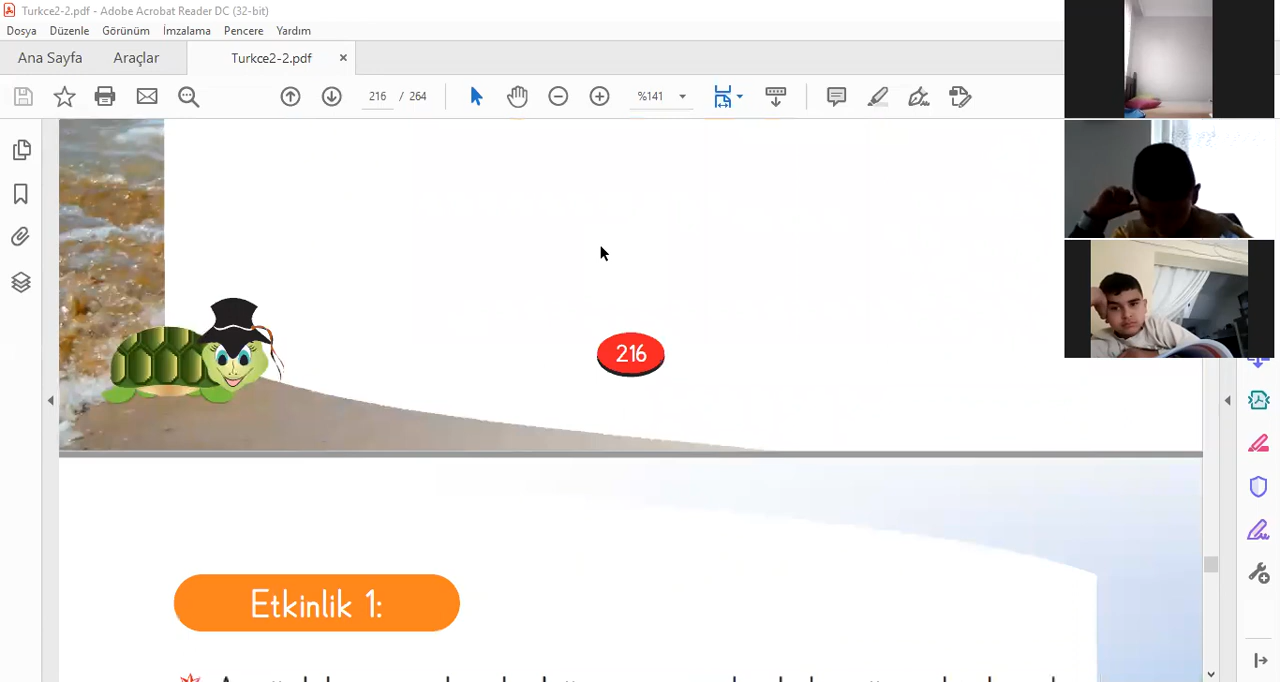 Turkce2-2.pdf - Adobe Acrobat Reader DC (32-bit)
Dosya Düzenle Görünüm İmzalama Pencere Yardım
Ana Sayfa Araçlar Turkce2-2.pdf ×
216 / 264 %141
216
Etkinlik 1: